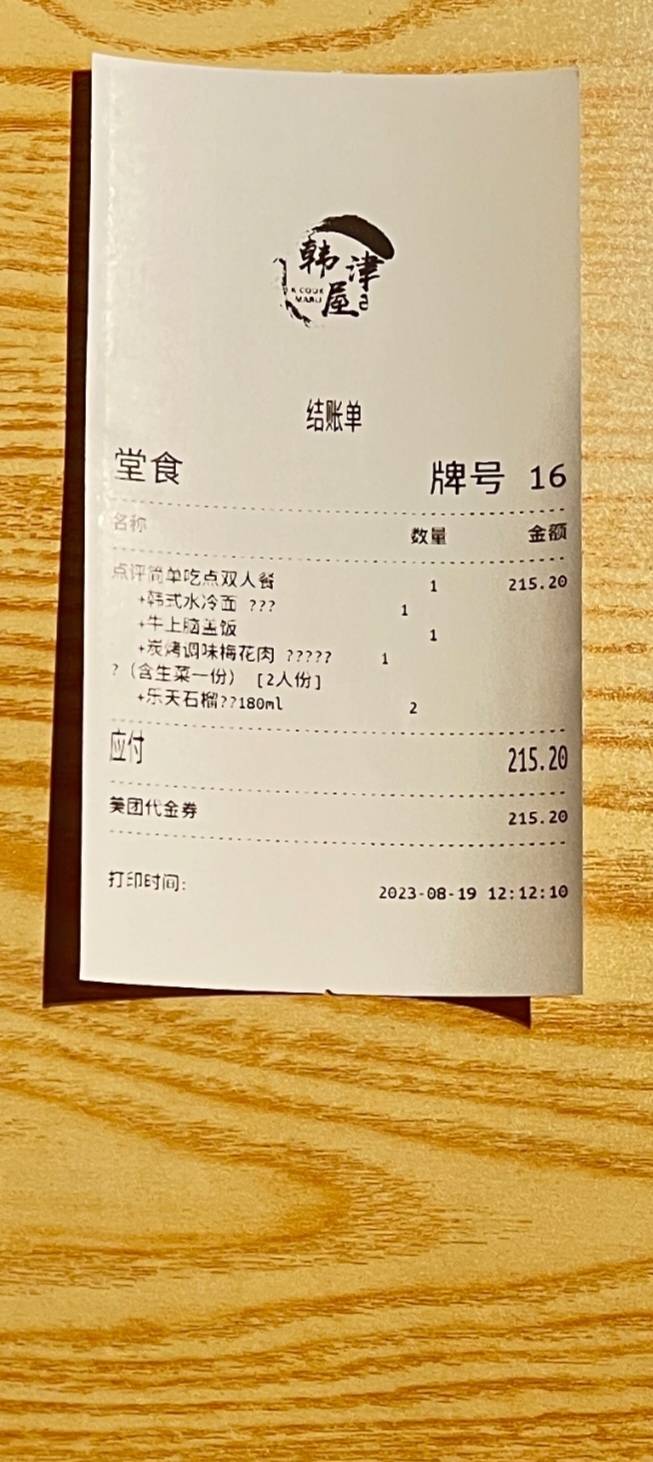 韩津屋
K COOK
MARU
结账单
堂食 牌号 16
名称 数量 金额
点评简单吃点双人餐 1 215.20
+韩式水冷面 ??? 1
+牛上脑盖饭 1
+炭烤调味梅花肉 ????? 1
?（含生菜一份） [2人份]
+乐天石榴??180ml 2
应付 215.20
美团代金券 215.20
打印时间: 2023-08-19 12:12:10